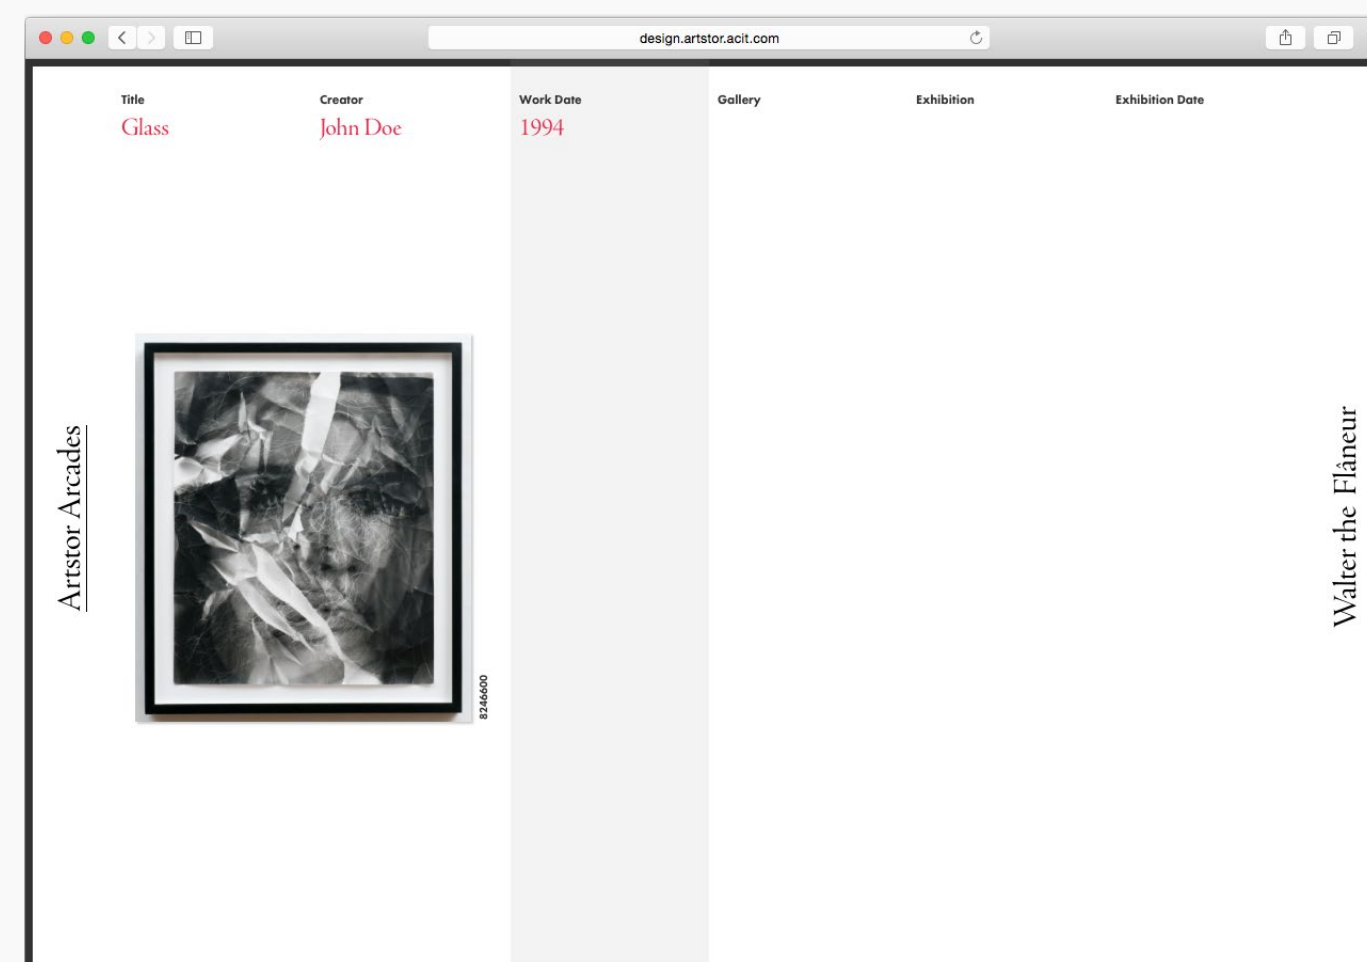 design.artstor.acit.com
Title
Glass
Creator
John Doe
Work Date
1994
Gallery
Exhibition
Exhibition Date
Artstor Arcades
8246600
Walter the Flâneur